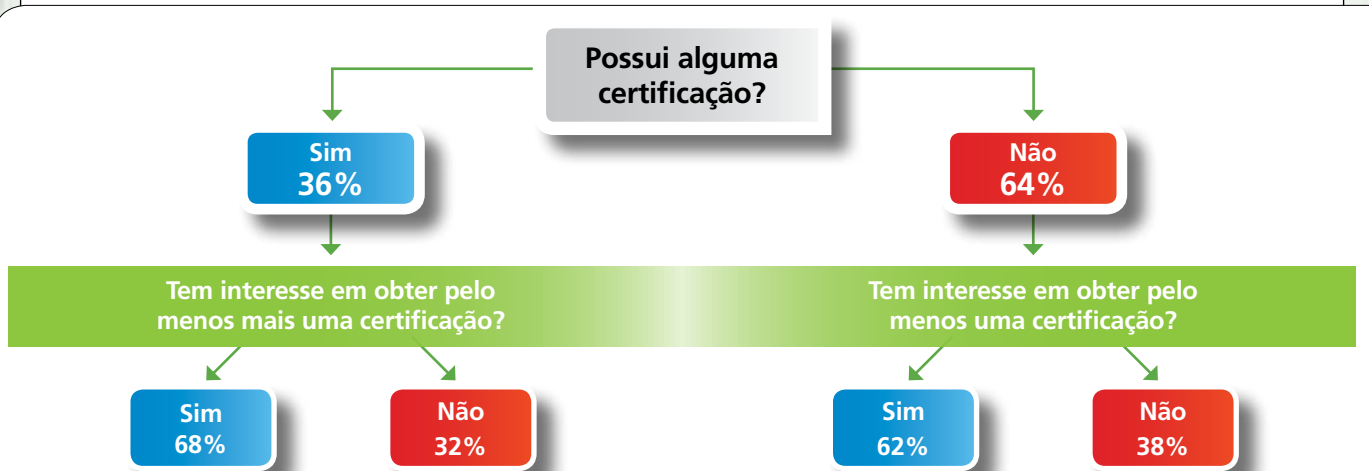 Possui alguma
certificação?
Sim
36%
Não
64%
Tem interesse em obter pelo
menos mais uma certificação?
Tem interesse em obter pelo
menos uma certificação?
Sim
68%
Não
32%
Sim
62%
Não
38%